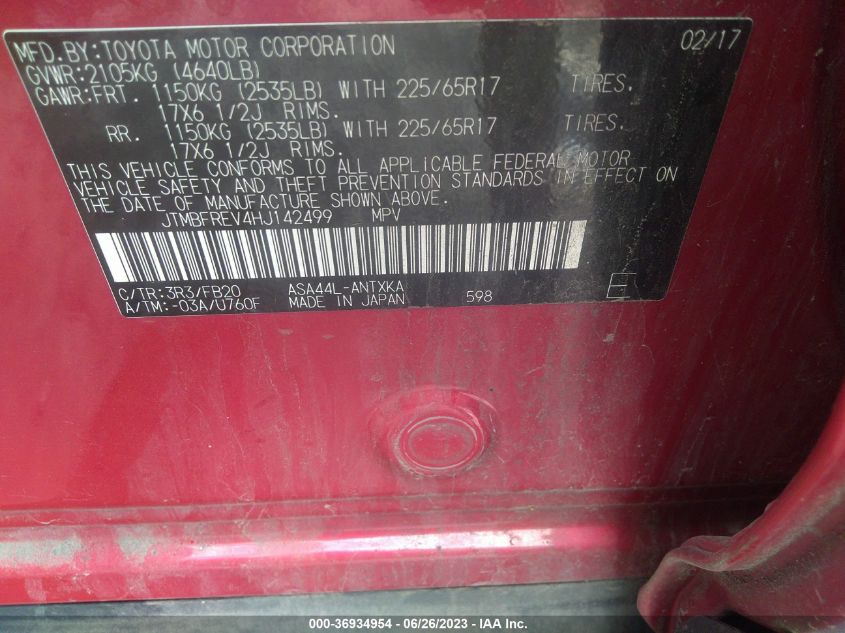 MFD.BY:TOYOTA MOTOR CORPORATION 02/17
GVWR:2105KG (4640LB)
GAWR:FRT. 1150KG (2535LB) WITH 225/65R17 TIRES.
17X6 1/2J RIMS.
RR. 1150KG (2535LB) WITH 225/65R17 TIRES.
17X6 1/2J RIMS.
THIS VEHICLE CONFORMS TO ALL APPLICABLE FEDERAL MOTOR
VEHICLE SAFETY AND THEFT PREVENTION STANDARDS IN EFFECT ON
THE DATE OF MANUFACTURE SHOWN ABOVE.
JTMBFREV4HJ142499 MPV
C/TR:3R3/FB20 ASA44L-ANTXKA
A/TM:-03A/U760F MADE IN JAPAN 598 E
000-36934954 - 06/26/2023 - IAA Inc.